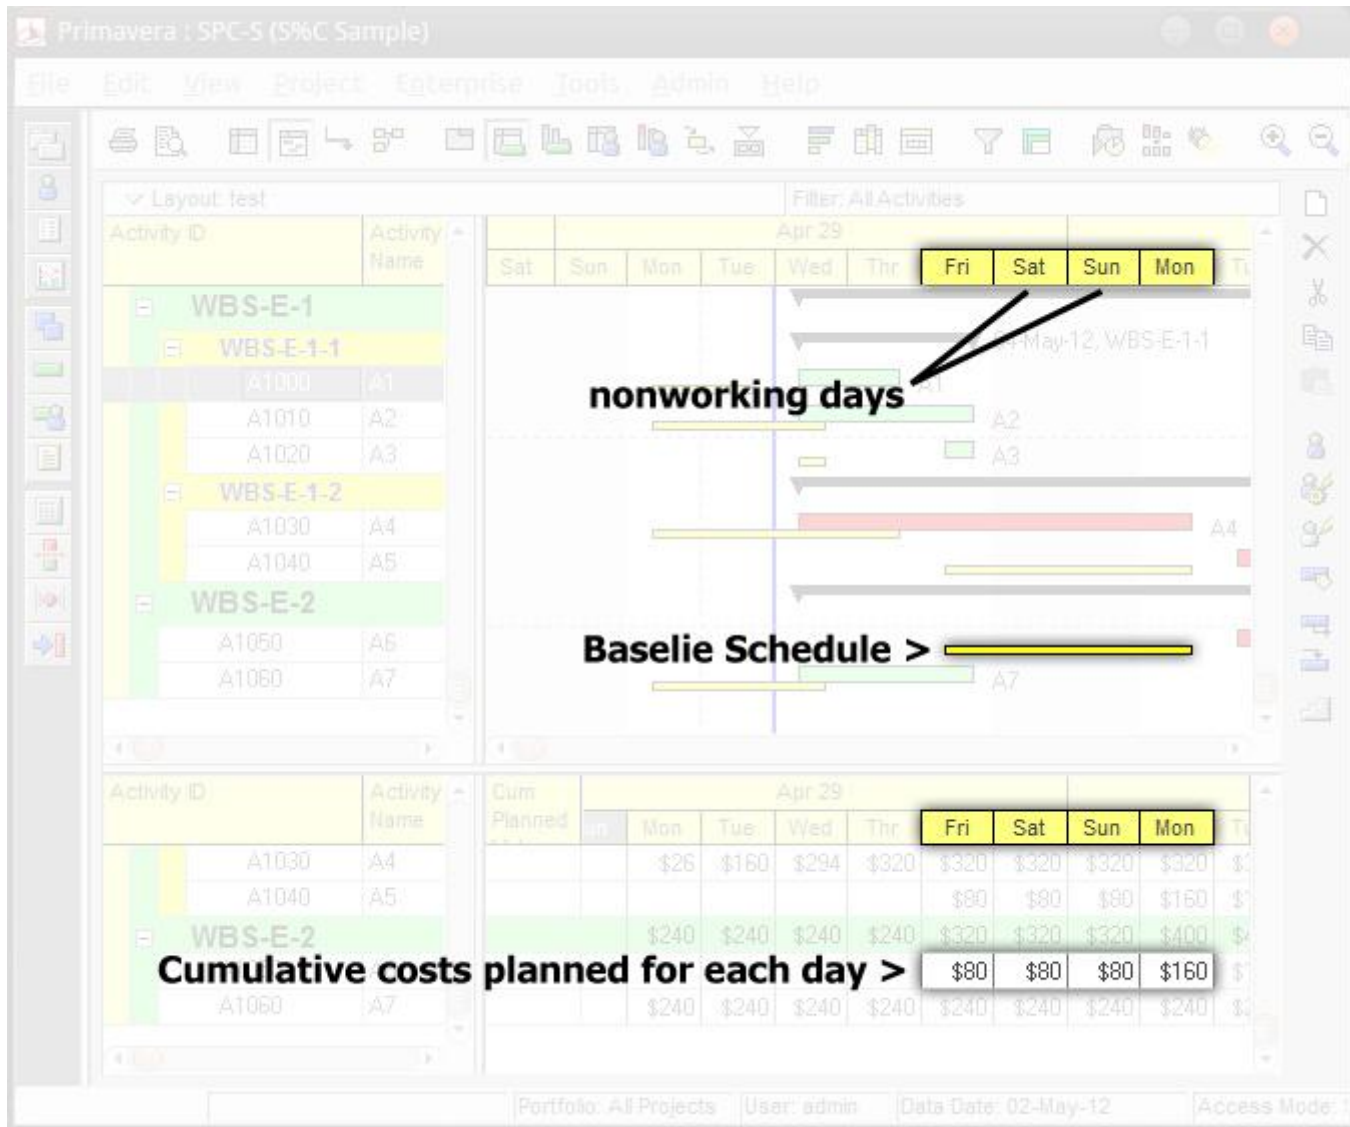 Primavera : SPC-S (S%C Sample)
File Edit View Project Enterprise Tools Admin Help
Layout: test Filter: All Activities
Activity ID Activity Name Apr 29
Sat Sun Mon Tue Wed Thr Fri Sat Sun Mon
WBS-E-1
WBS-E-1-1 04-May-12, WBS-E-1-1
A1000 A1 A1
nonworking days
A1010 A2 A2
A1020 A3 A3
WBS-E-1-2
A1030 A4 A4
A1040 A5
WBS-E-2
A1050 A6
Baselie Schedule >
A1060 A7 A7
Activity ID Activity Name Cum Planned Apr 29
Mon Tue Wed Thr Fri Sat Sun Mon
A1030 A4 $26 $160 $294 $320 $320 $320 $320 $320
A1040 A5 $80 $80 $80 $160
WBS-E-2 $240 $240 $240 $240 $320 $320 $320 $400
Cumulative costs planned for each day > $80 $80 $80 $160
A1060 A7 $240 $240 $240 $240 $240 $240 $240 $240
Portfolio: All Projects User: admin Data Date: 02-May-12 Access Mode: